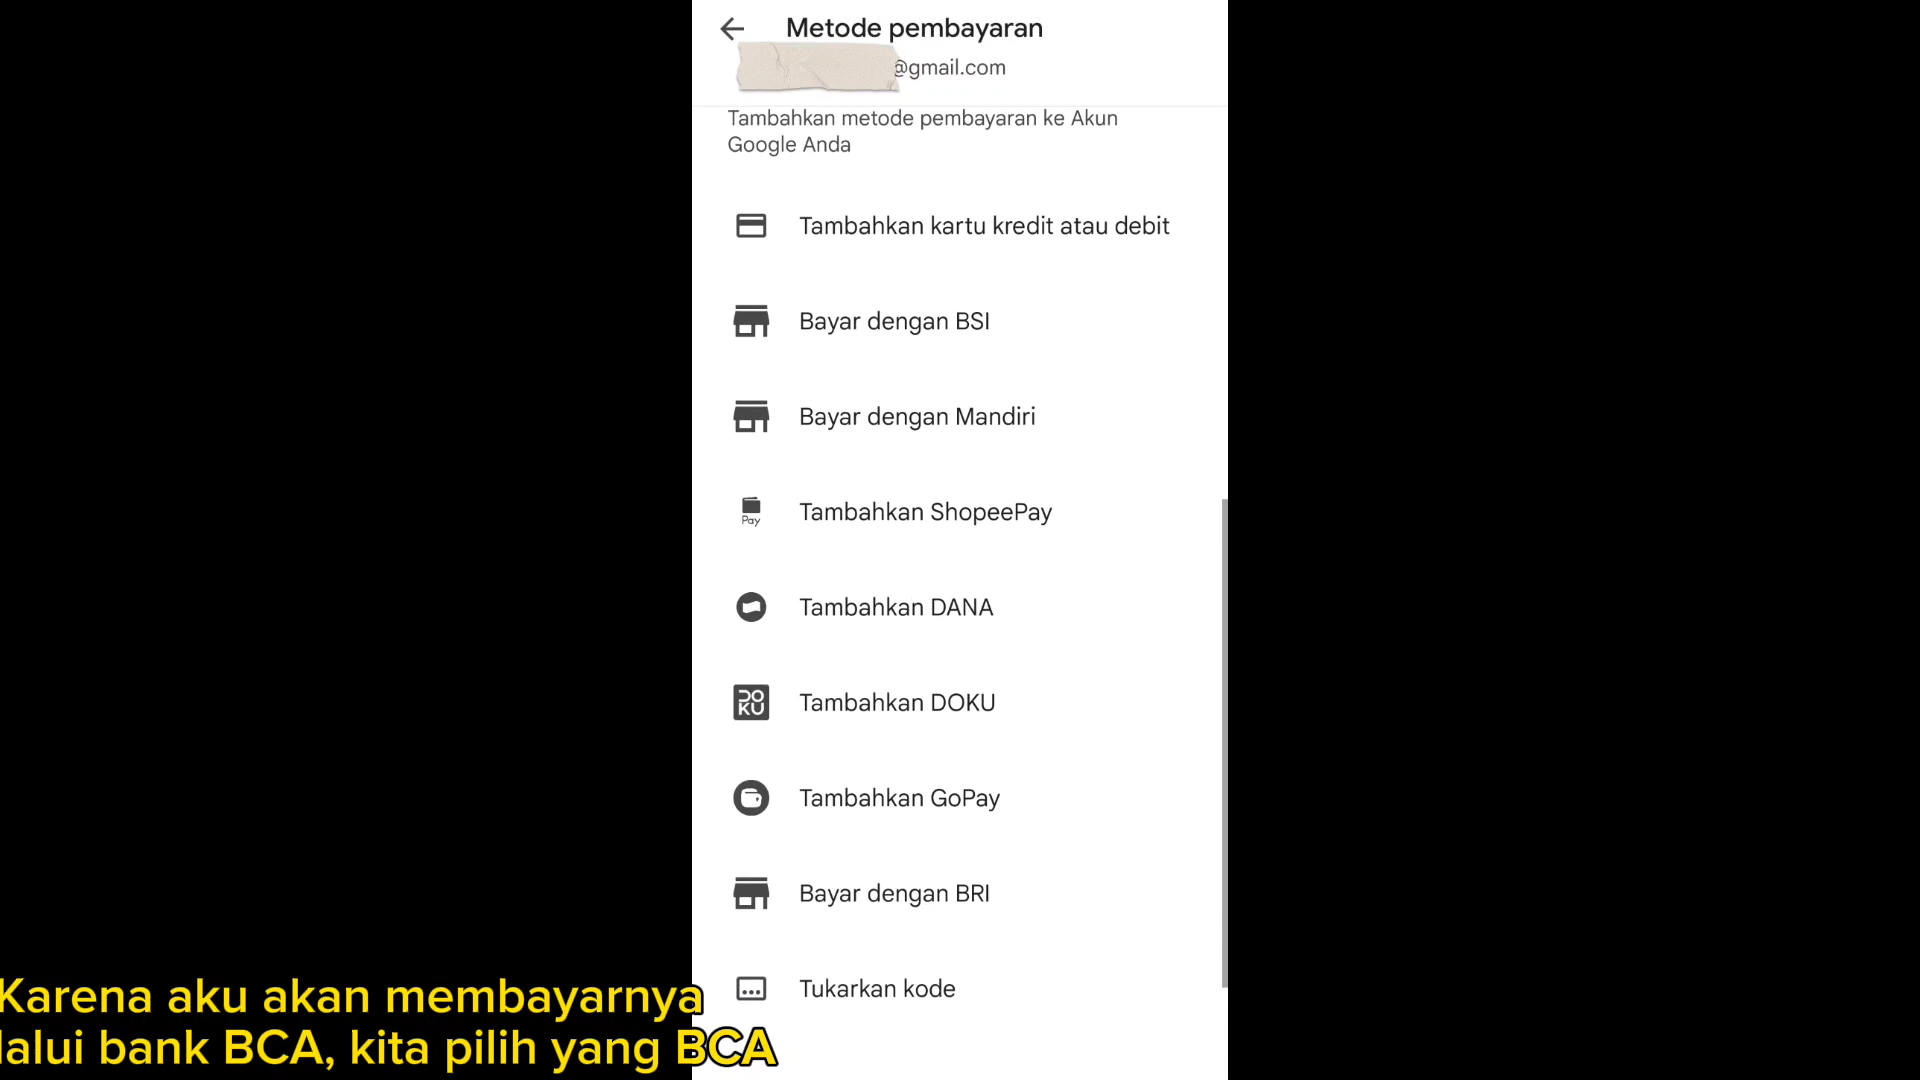 Metode pembayaran
@gmail.com
Tambahkan metode pembayaran ke Akun
Google Anda
Tambahkan kartu kredit atau debit
Bayar dengan BSI
Bayar dengan Mandiri
Pay
Tambahkan ShopeePay
Tambahkan DANA
DO
KU
Tambahkan DOKU
Tambahkan GoPay
Bayar dengan BRI
Tukarkan kode
Karena aku akan membayarnya
lalui bank BCA, kita pilih yang BCA